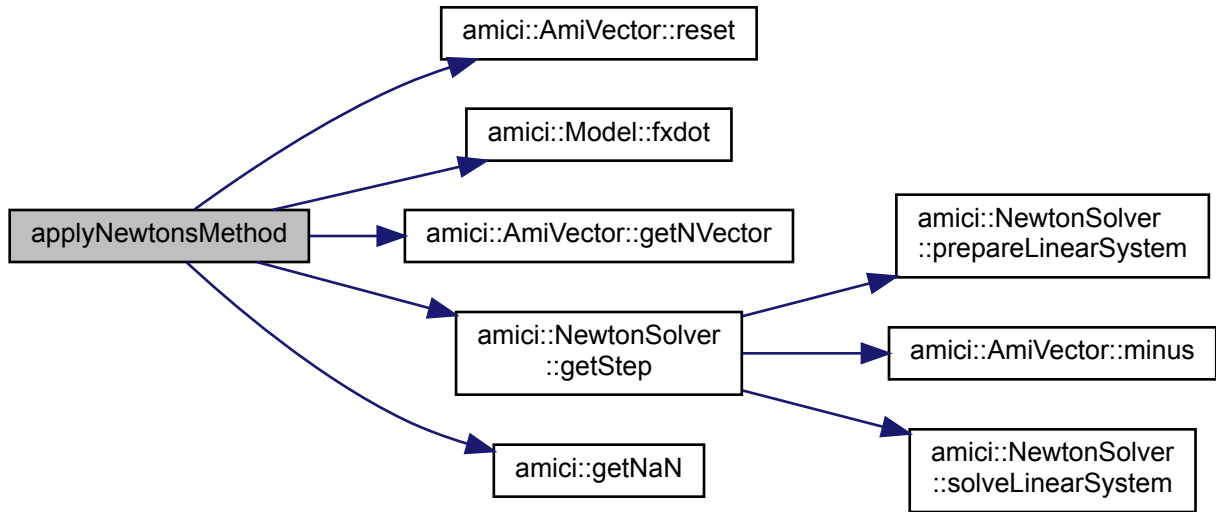 applyNewtonsMethod
amici::AmiVector::reset
amici::Model::fxdot
amici::AmiVector::getNVector
amici::NewtonSolver
::getStep
amici::getNaN
amici::NewtonSolver
::prepareLinearSystem
amici::AmiVector::minus
amici::NewtonSolver
::solveLinearSystem